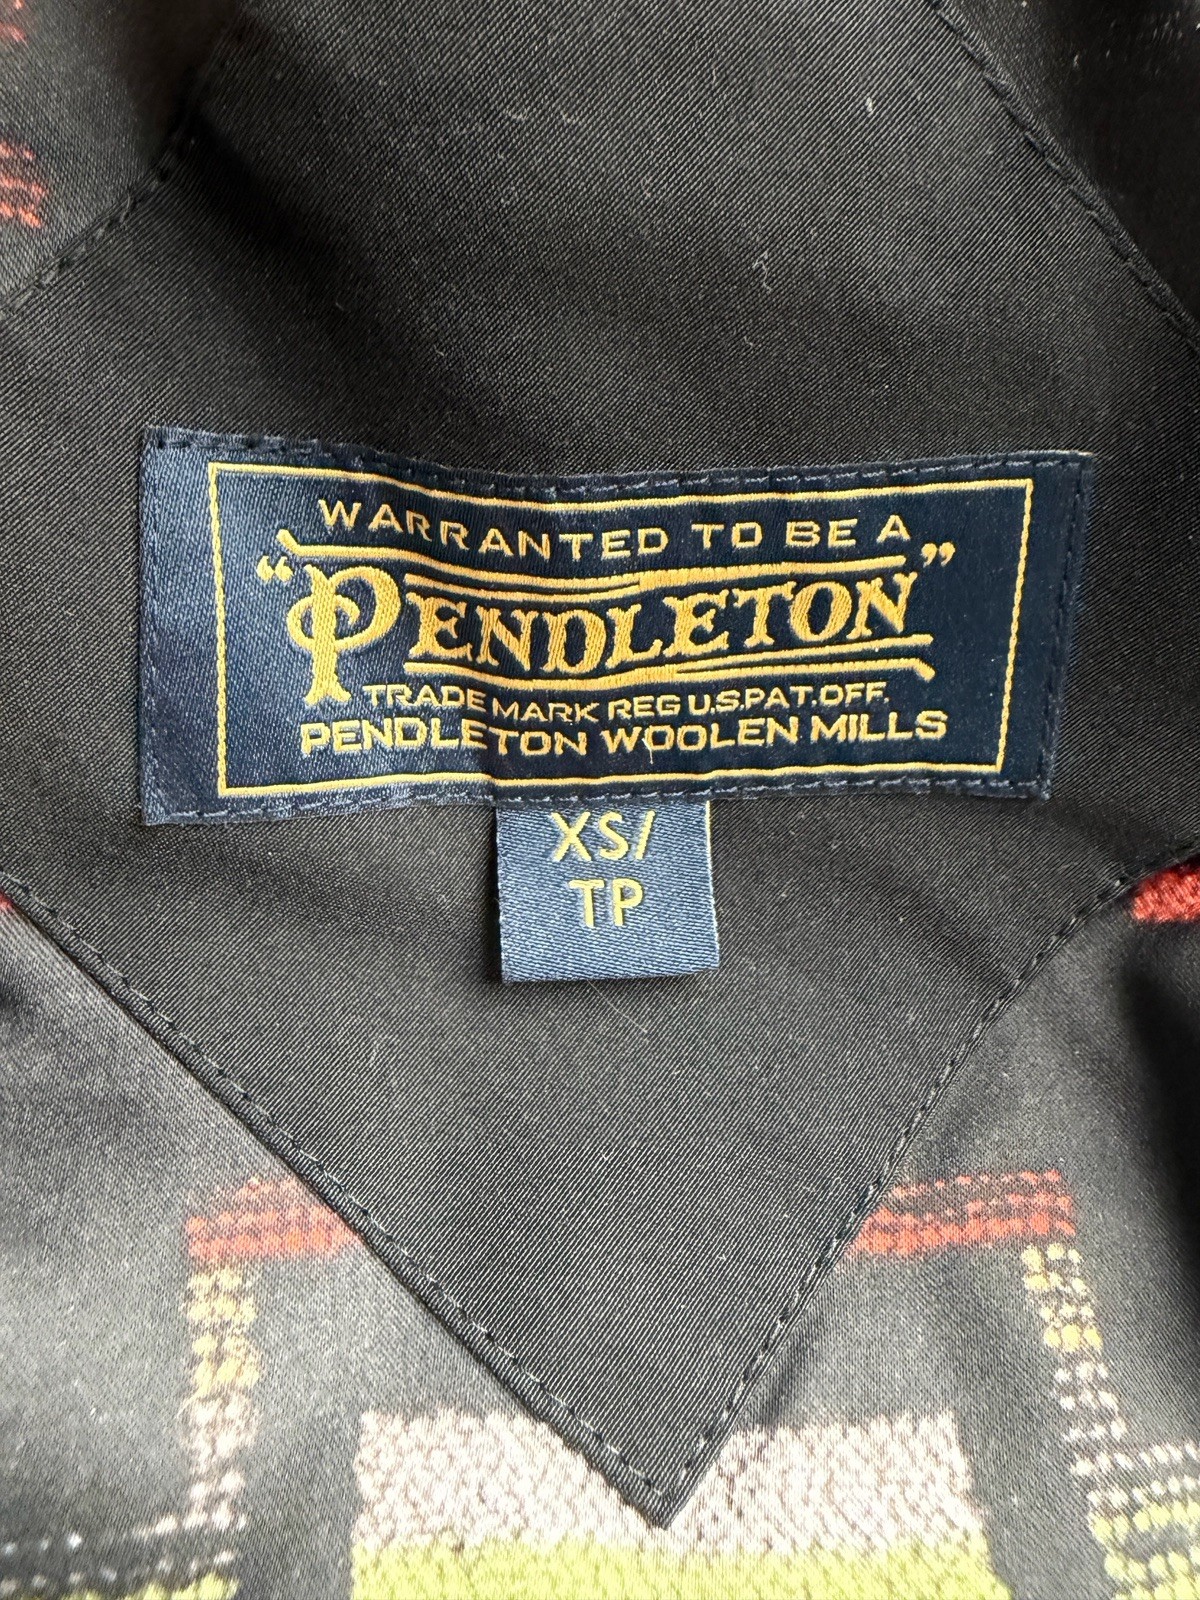 WARRANTED TO BE A
"PENDLETON"
TRADE MARK REG U.S.PAT.OFF.
PENDLETON WOOLEN MILLS
XS/
TP